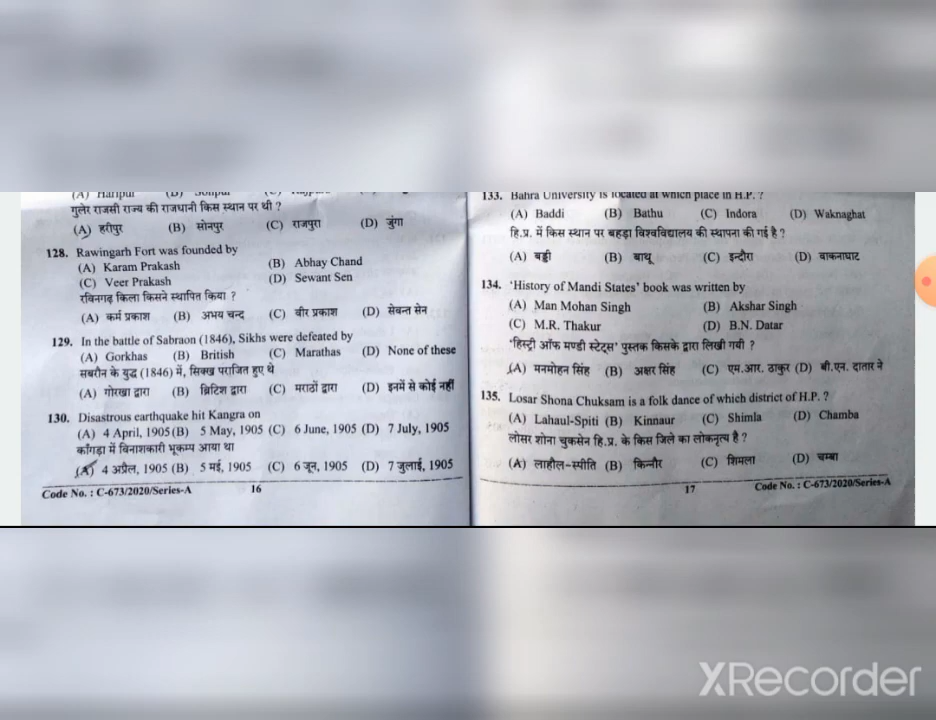 (A) Haripur (B) Sonpur
गुलेर राजसी राज्य की राजधानी किस स्थान पर थी ?
(A) हरीपुर (B) सोनपुर (C) राजपुरा (D) जुंगा
128. Rawingarh Fort was founded by
(A) Karam Prakash (B) Abhay Chand
(C) Veer Prakash (D) Sewant Sen
रविनगढ़ किला किसने स्थापित किया ?
(A) कर्म प्रकाश (B) अभय चन्द (C) वीर प्रकाश (D) सेवन्त सेन
129. In the battle of Sabraon (1846), Sikhs were defeated by
(A) Gorkhas (B) British (C) Marathas (D) None of these
सबरौन के युद्ध (1846) में, सिक्ख पराजित हुए थे
(A) गोरखा द्वारा (B) ब्रिटिश द्वारा (C) मराठों द्वारा (D) इनमें से कोई नहीं
130. Disastrous earthquake hit Kangra on
(A) 4 April, 1905 (B) 5 May, 1905 (C) 6 June, 1905 (D) 7 July, 1905
काँगड़ा में विनाशकारी भूकम्प आया था
(A) 4 अप्रैल, 1905 (B) 5 मई, 1905 (C) 6 जून, 1905 (D) 7 जुलाई, 1905
Code No. : C-673/2020/Series-A 16
133. Bahra University is located at which place in H.P. ?
(A) Baddi (B) Bathu (C) Indora (D) Waknaghat
हि.प्र. में किस स्थान पर बहड़ा विश्वविद्यालय की स्थापना की गई है ?
(A) बड्डी (B) बाथू (C) इन्दौरा (D) वाकनाघाट
134. ‘History of Mandi States’ book was written by
(A) Man Mohan Singh (B) Akshar Singh
(C) M.R. Thakur (D) B.N. Datar
‘हिस्ट्री ऑफ मण्डी स्टेट्स’ पुस्तक किसके द्वारा लिखी गयी ?
(A) मनमोहन सिंह (B) अक्षर सिंह (C) एम.आर. ठाकुर (D) बी.एन. दातार ने
135. Losar Shona Chuksam is a folk dance of which district of H.P. ?
(A) Lahaul-Spiti (B) Kinnaur (C) Shimla (D) Chamba
लोसर शोना चुकसेन हि.प्र. के किस जिले का लोकनृत्य है ?
(A) लाहौल-स्पीति (B) किन्नौर (C) शिमला (D) चम्बा
17 Code No. : C-673/2020/Series-A
XRecorder